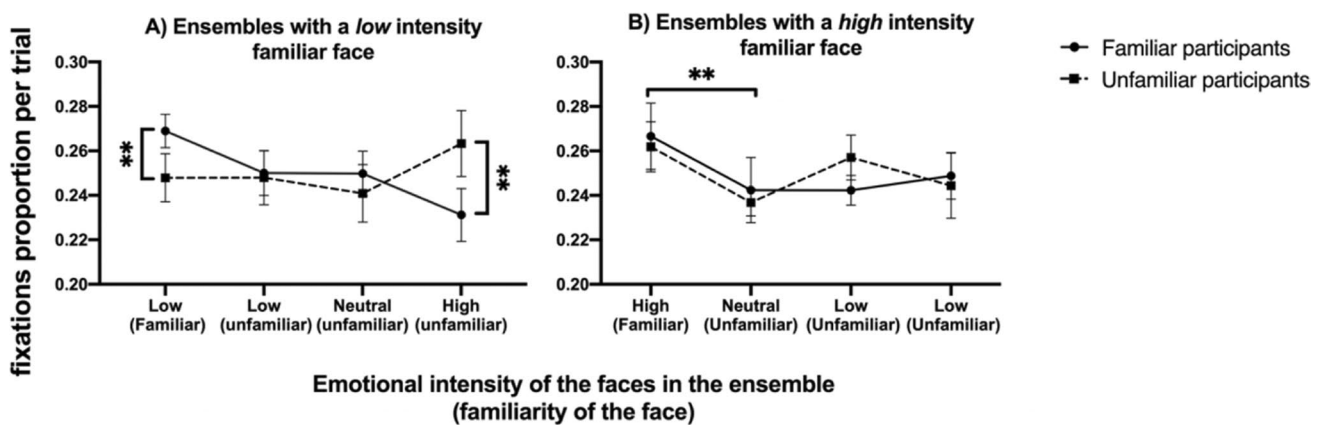 A) Ensembles with a low intensity
familiar face
B) Ensembles with a high intensity
familiar face
Familiar participants
Unfamiliar participants
fixations proportion per trial
0.30
0.28
0.26
0.24
0.22
0.20
**
**
Low
(Familiar)
Low
(unfamiliar)
Neutral
(unfamiliar)
High
(unfamiliar)
0.30
0.28
0.26
0.24
0.22
0.20
**
High
(Familiar)
Neutral
(Unfamiliar)
Low
(Unfamiliar)
Low
(Unfamiliar)
Emotional intensity of the faces in the ensemble
(familiarity of the face)